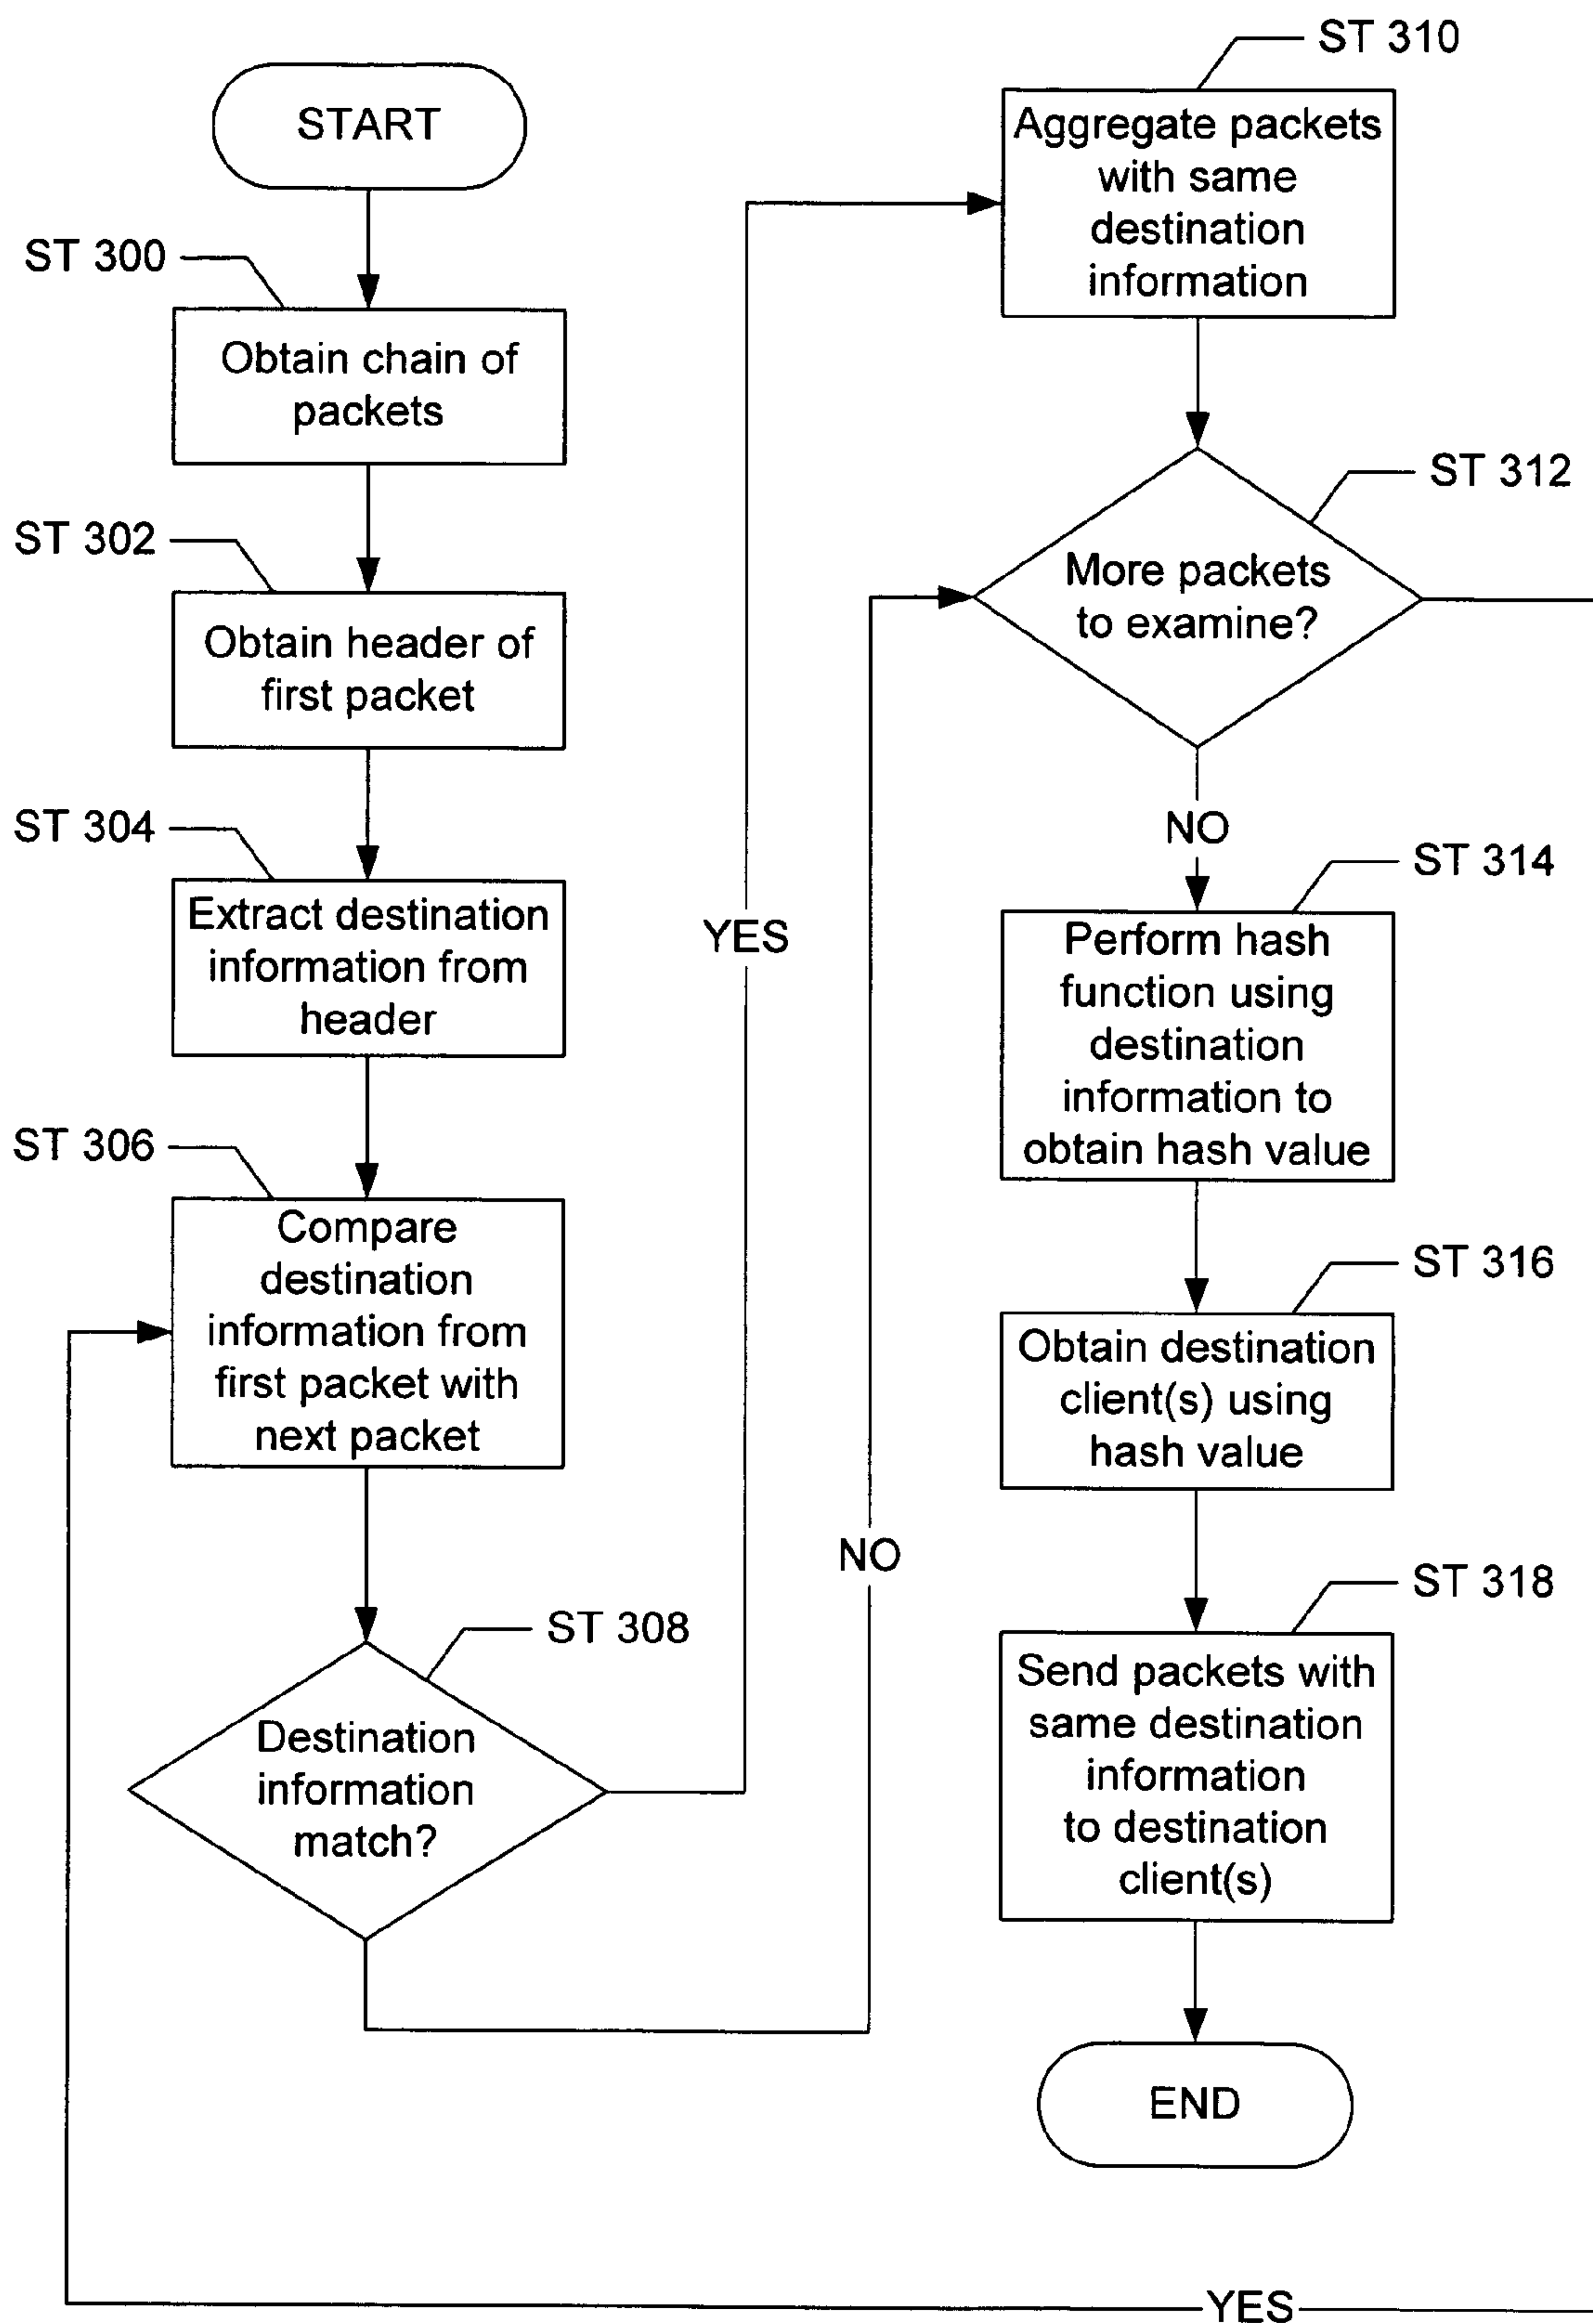 START
ST 300
Obtain chain of
packets
ST 302
Obtain header of
first packet
ST 304
Extract destination
information from
header
ST 306
Compare
destination
information from
first packet with
next packet
ST 308
Destination
information
match?
YES
NO
ST 310
Aggregate packets
with same
destination
information
ST 312
More packets
to examine?
NO
ST 314
Perform hash
function using
destination
information to
obtain hash value
ST 316
Obtain destination
client(s) using
hash value
ST 318
Send packets with
same destination
information
to destination
client(s)
END
YES